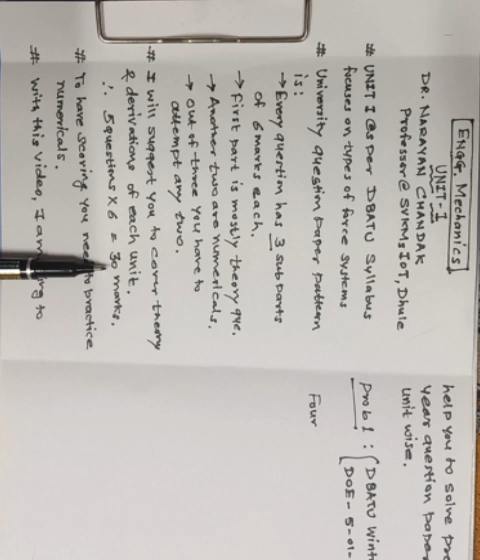 ENGG. Mechanics
UNIT-I
DR. NARAYAN CHANDAK
Professor @ SVKM's IOT, Dhule
# UNIT I as per DBATU Syllabus
focuses on types of force systems
# University question paper pattern
is:
→ Every question has 3 sub parts
of 6 marks each.
→ First part is mostly theory que.
→ Another two are numericals.
→ out of three you have to
attempt any two.
# I will suggest you to cover theory
& derivations of each unit.
∴ 5 questions x 6 = 30 marks.
# To have scoring you need to practice
numericals.
# With this video, I am to
help you to solve
year question
unit wise.
Prob 1 : ( DBATU
DOE - 5-01-
Four